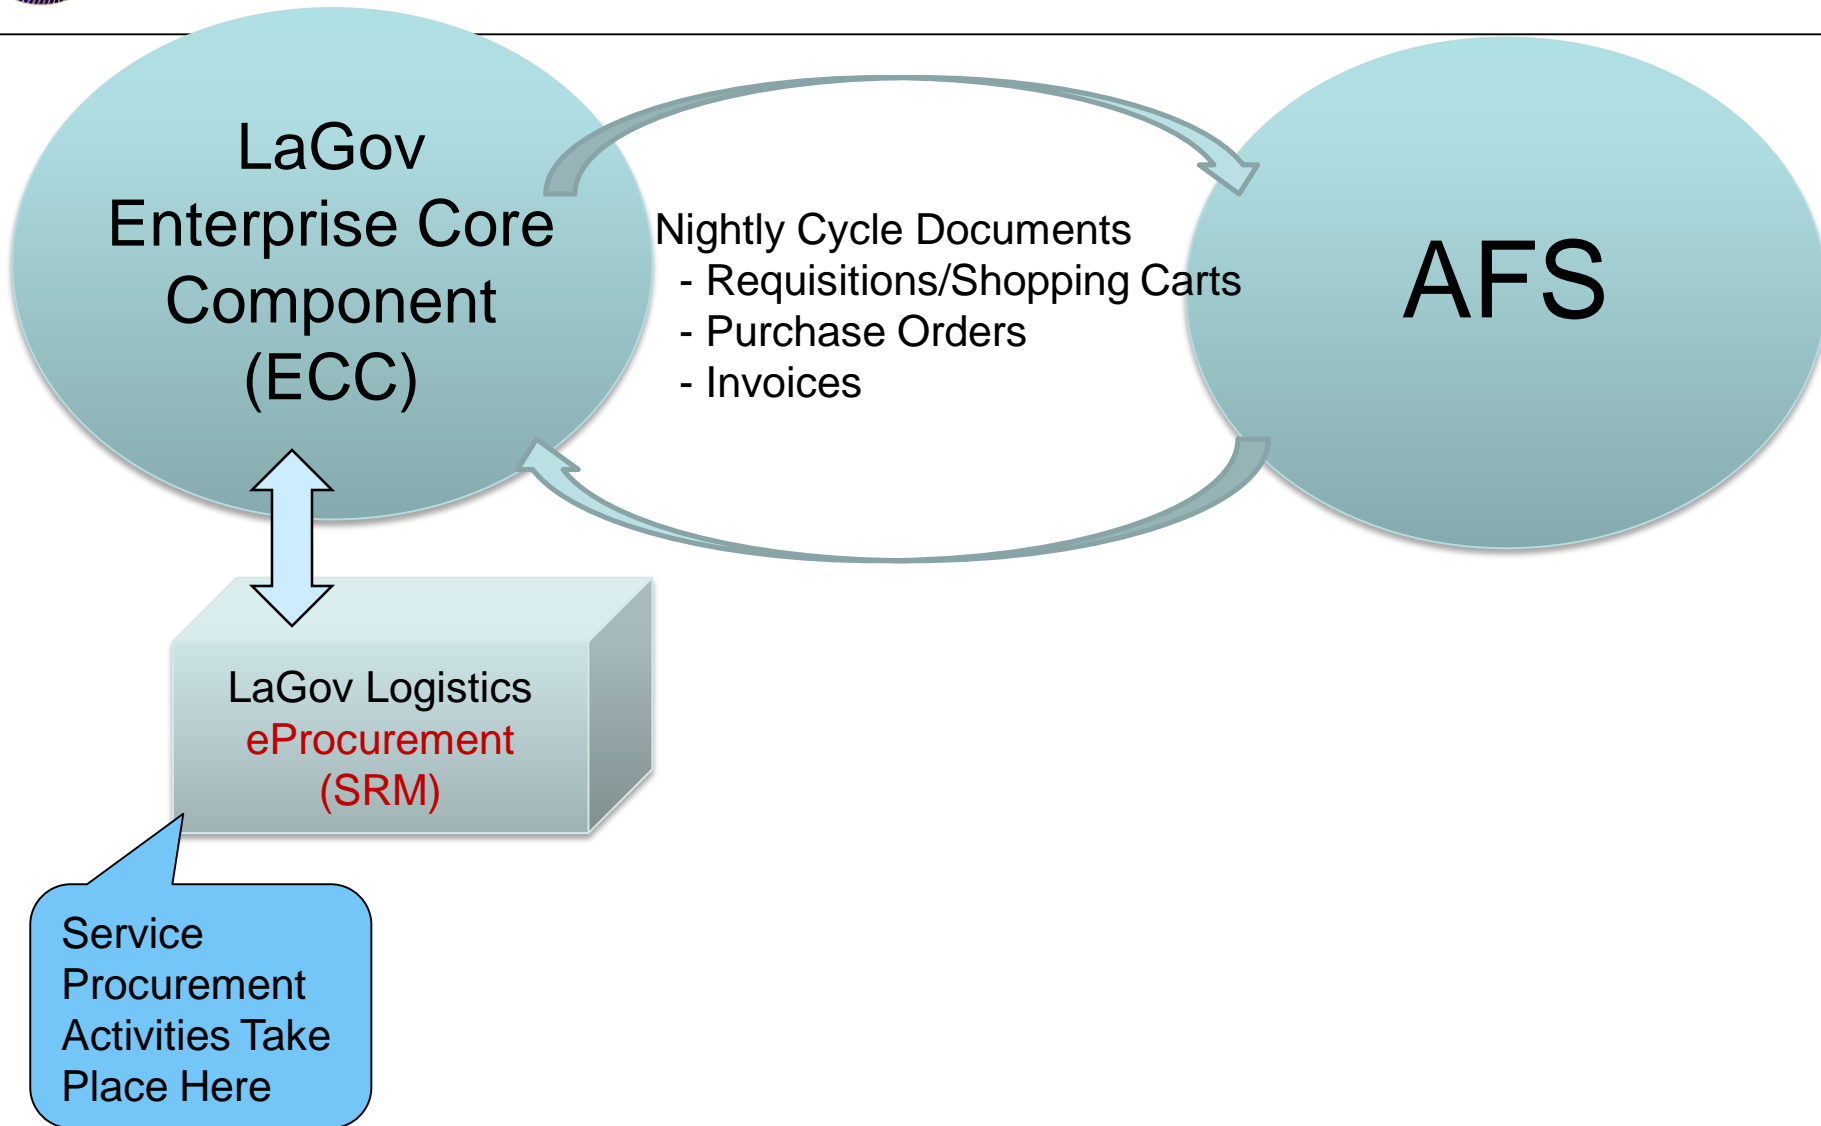 LaGov
Enterprise Core
Component
(ECC)
Nightly Cycle Documents
- Requisitions/Shopping Carts
- Purchase Orders
- Invoices
AFS
LaGov Logistics
eProcurement
(SRM)
Service
Procurement
Activities Take
Place Here